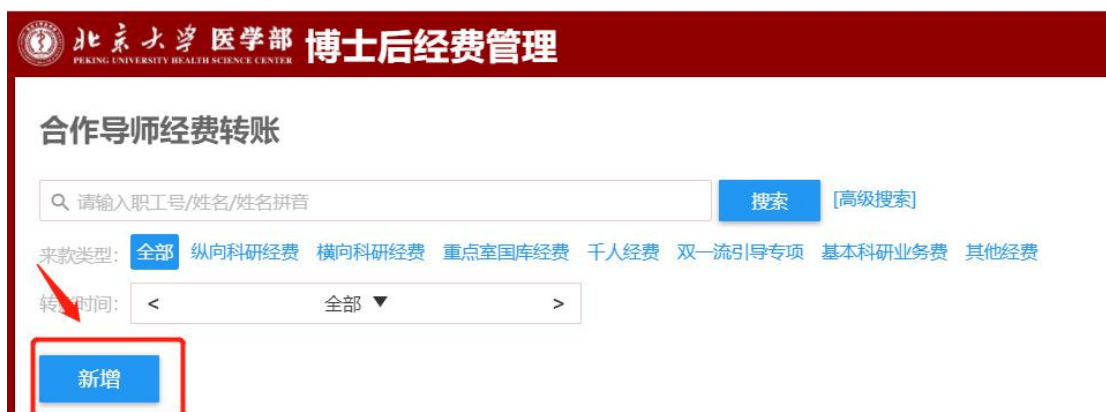 北京大学 医学部 博士后经费管理
PEKING UNIVERSITY HEALTH SCIENCE CENTER
合作导师经费转账
请输入职工号/姓名/姓名拼音 搜索 [高级搜索]
来款类型: 全部 纵向科研经费 横向科研经费 重点室国库经费 千人经费 双一流引导专项 基本科研业务费 其他经费
转账时间: < 全部 ▼ >
新增